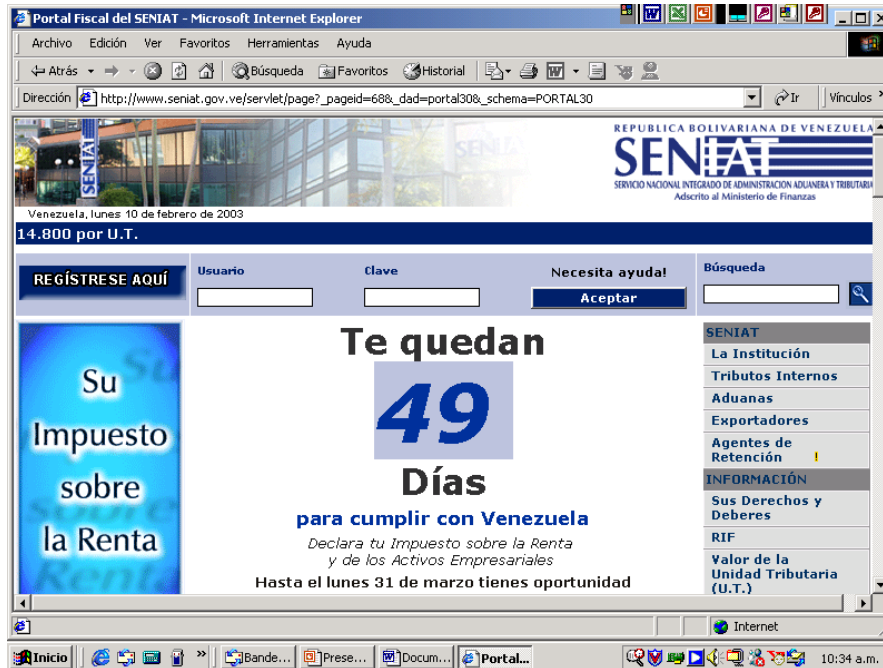 Portal Fiscal del SENIAT - Microsoft Internet Explorer
Archivo Edición Ver Favoritos Herramientas Ayuda
Atrás Búsqueda Favoritos Historial
Dirección http://www.seniat.gov.ve/servlet/page?_pageid=68&_dad=portal30&_schema=PORTAL30 Ir Vínculos
SENIAT
REPUBLICA BOLIVARIANA DE VENEZUELA
SENIAT
SERVICIO NACIONAL INTEGRADO DE ADMINISTRACION ADUANERA Y TRIBUTARIA
Adscrito al Ministerio de Finanzas
Venezuela, lunes 10 de febrero de 2003
14.800 por U.T.
REGÍSTRESE AQUÍ
Usuario Clave Necesita ayuda! Búsqueda
Aceptar
Su
Impuesto
sobre
la Renta
Te quedan
49
Días
para cumplir con Venezuela
Declara tu Impuesto sobre la Renta
y de los Activos Empresariales
Hasta el lunes 31 de marzo tienes oportunidad
SENIAT
La Institución
Tributos Internos
Aduanas
Exportadores
Agentes de
Retención !
INFORMACIÓN
Sus Derechos y
Deberes
RIF
Valor de la
Unidad Tributaria
(U.T.)
Internet
Inicio » Bande... Prese... Docum... Portal... 10:34 a.m.